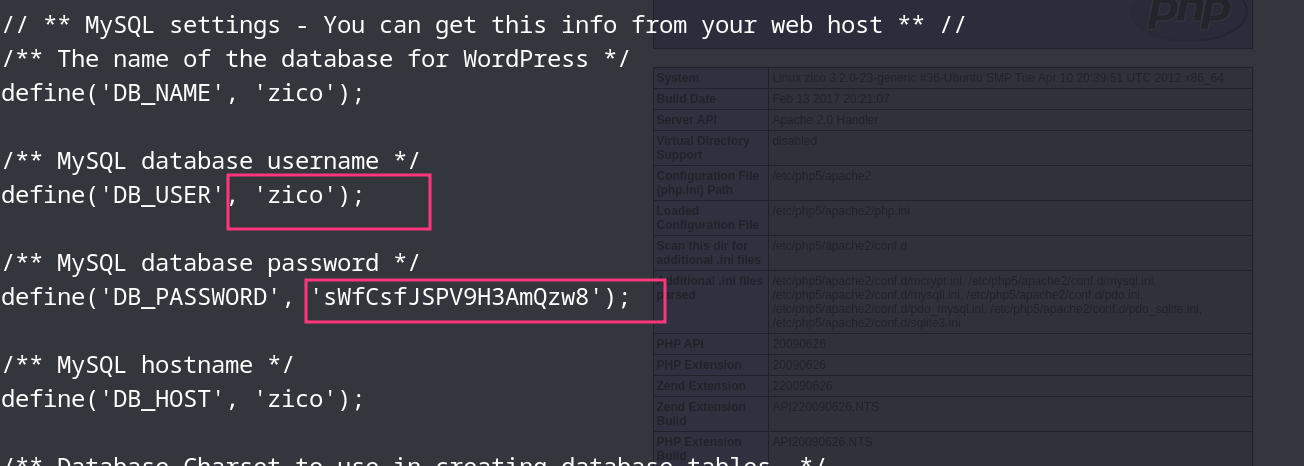 // ** MySQL settings - You can get this info from your web host ** //
/** The name of the database for WordPress */
define('DB_NAME', 'zico');
/** MySQL database username */
define('DB_USER', 'zico');
/** MySQL database password */
define('DB_PASSWORD', 'sWfCsfJSPV9H3AmQzw8');
/** MySQL hostname */
define('DB_HOST', 'zico');
/** Database Charset to use in creating database tables. */
php
System Linux zico 3.2.0-23-generic #36-Ubuntu SMP Tue Apr 10 20:39:51 UTC 2012 x86_64
Build Date Feb 13 2017 20:21:07
Server API Apache 2.0 Handler
Virtual Directory Support disabled
Configuration File (php.ini) Path /etc/php5/apache2
Loaded Configuration File /etc/php5/apache2/php.ini
Scan this dir for additional .ini files /etc/php5/apache2/conf.d
Additional .ini files parsed /etc/php5/apache2/conf.d/mcrypt.ini, /etc/php5/apache2/conf.d/mysql.ini,
/etc/php5/apache2/conf.d/mysqli.ini, /etc/php5/apache2/conf.d/pdo.ini,
/etc/php5/apache2/conf.d/pdo_mysql.ini, /etc/php5/apache2/conf.d/pdo_sqlite.ini,
/etc/php5/apache2/conf.d/sqlite3.ini
PHP API 20090626
PHP Extension 20090626
Zend Extension 220090626
Zend Extension Build API220090626,NTS
PHP Extension Build API20090626,NTS